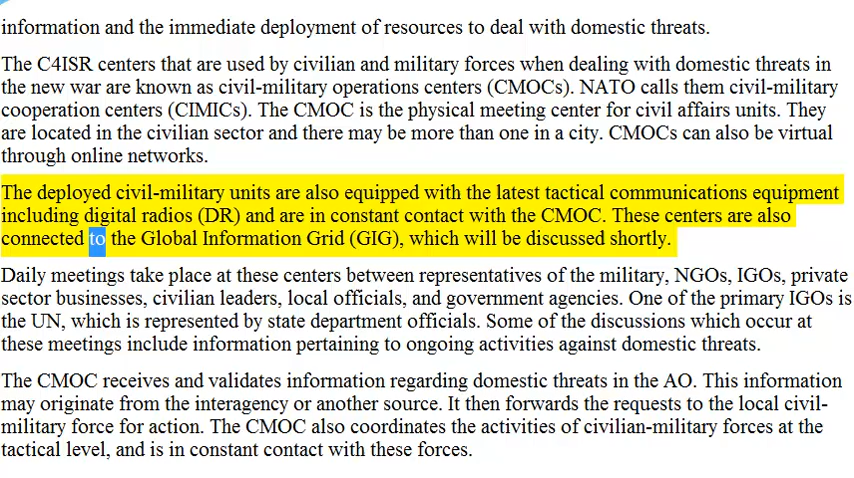 information and the immediate deployment of resources to deal with domestic threats.
The C4ISR centers that are used by civilian and military forces when dealing with domestic threats in
the new war are known as civil-military operations centers (CMOCs). NATO calls them civil-military
cooperation centers (CIMICs). The CMOC is the physical meeting center for civil affairs units. They
are located in the civilian sector and there may be more than one in a city. CMOCs can also be virtual
through online networks.
The deployed civil-military units are also equipped with the latest tactical communications equipment
including digital radios (DR) and are in constant contact with the CMOC. These centers are also
connected to the Global Information Grid (GIG), which will be discussed shortly.
Daily meetings take place at these centers between representatives of the military, NGOs, IGOs, private
sector businesses, civilian leaders, local officials, and government agencies. One of the primary IGOs is
the UN, which is represented by state department officials. Some of the discussions which occur at
these meetings include information pertaining to ongoing activities against domestic threats.
The CMOC receives and validates information regarding domestic threats in the AO. This information
may originate from the interagency or another source. It then forwards the requests to the local civil-
military force for action. The CMOC also coordinates the activities of civilian-military forces at the
tactical level, and is in constant contact with these forces.